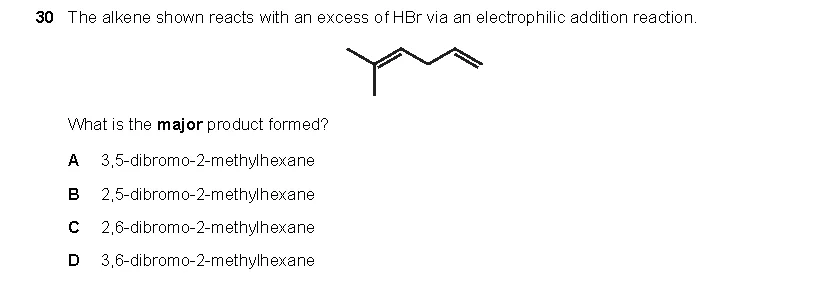 30 The alkene shown reacts with an excess of HBr via an electrophilic addition reaction.
What is the major product formed?
A 3,5-dibromo-2-methylhexane
B 2,5-dibromo-2-methylhexane
C 2,6-dibromo-2-methylhexane
D 3,6-dibromo-2-methylhexane